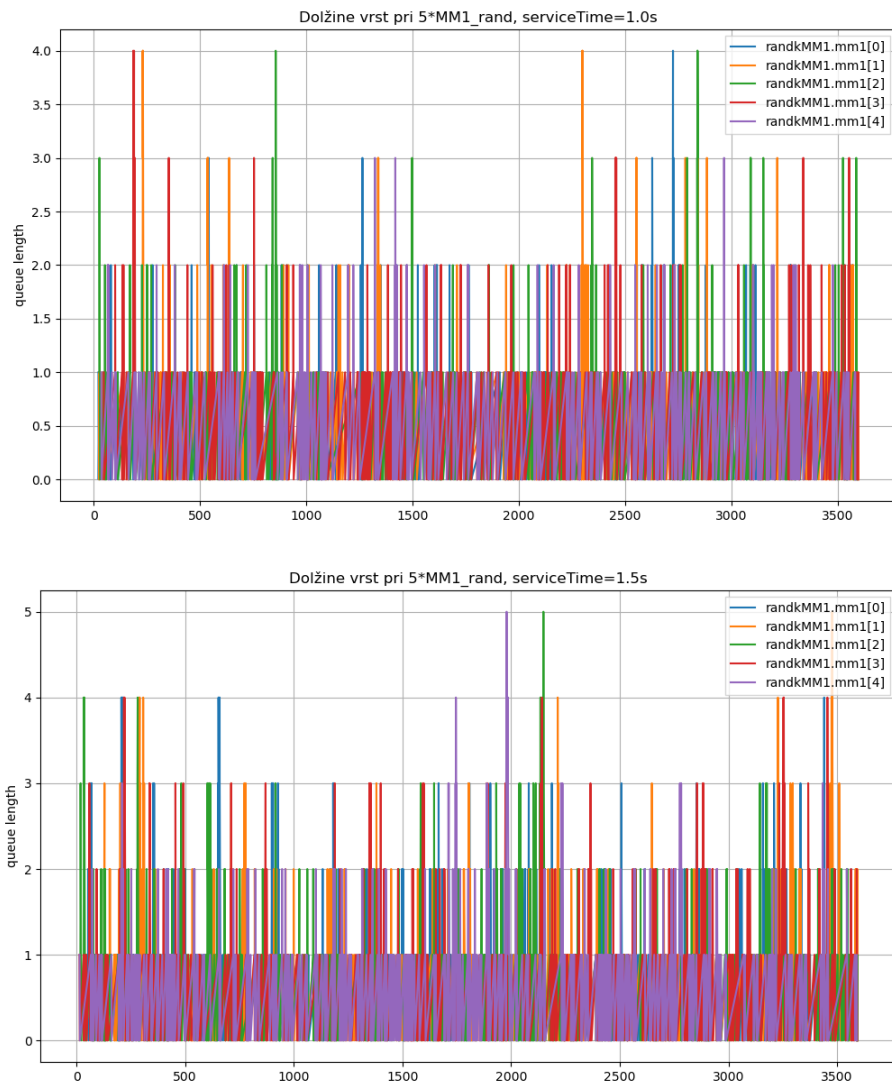 Dolžine vrst pri 5*MM1_rand, serviceTime=1.0s
randkMM1.mm1[0]
randkMM1.mm1[1]
randkMM1.mm1[2]
randkMM1.mm1[3]
randkMM1.mm1[4]
queue length
4.0
3.5
3.0
2.5
2.0
1.5
1.0
0.5
0.0
0 500 1000 1500 2000 2500 3000 3500
Dolžine vrst pri 5*MM1_rand, serviceTime=1.5s
randkMM1.mm1[0]
randkMM1.mm1[1]
randkMM1.mm1[2]
randkMM1.mm1[3]
randkMM1.mm1[4]
queue length
5
4
3
2
1
0
0 500 1000 1500 2000 2500 3000 3500